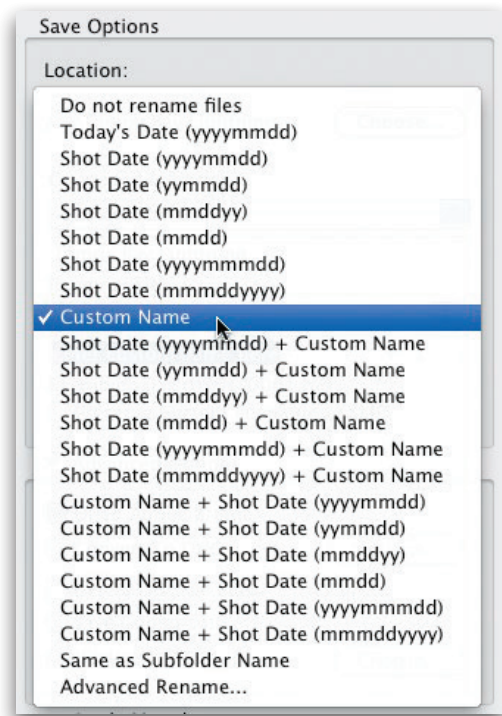 Save Options
Location:
Do not rename files
Today's Date (yyyymmdd)
Shot Date (yyyymmdd)
Shot Date (yymmdd)
Shot Date (mmddyy)
Shot Date (mmdd)
Shot Date (yyyymmmdd)
Shot Date (mmmddyyyy)
✓ Custom Name
Shot Date (yyyymmdd) + Custom Name
Shot Date (yymmdd) + Custom Name
Shot Date (mmddyy) + Custom Name
Shot Date (mmdd) + Custom Name
Shot Date (yyyymmmdd) + Custom Name
Shot Date (mmmddyyyy) + Custom Name
Custom Name + Shot Date (yyyymmdd)
Custom Name + Shot Date (yymmdd)
Custom Name + Shot Date (mmddyy)
Custom Name + Shot Date (mmdd)
Custom Name + Shot Date (yyyymmmdd)
Custom Name + Shot Date (mmmddyyyy)
Same as Subfolder Name
Advanced Rename...